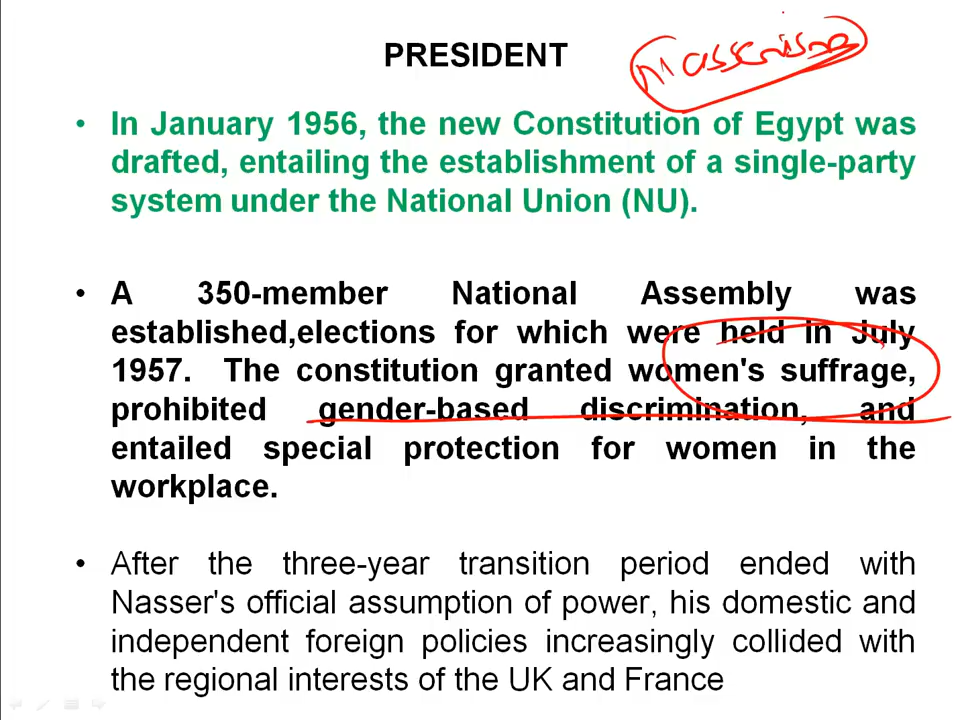 PRESIDENT
• In January 1956, the new Constitution of Egypt was
drafted, entailing the establishment of a single-party
system under the National Union (NU).
• A 350-member National Assembly was
established,elections for which were held in July
1957. The constitution granted women's suffrage,
prohibited gender-based discrimination, and
entailed special protection for women in the
workplace.
• After the three-year transition period ended with
Nasser's official assumption of power, his domestic and
independent foreign policies increasingly collided with
the regional interests of the UK and France